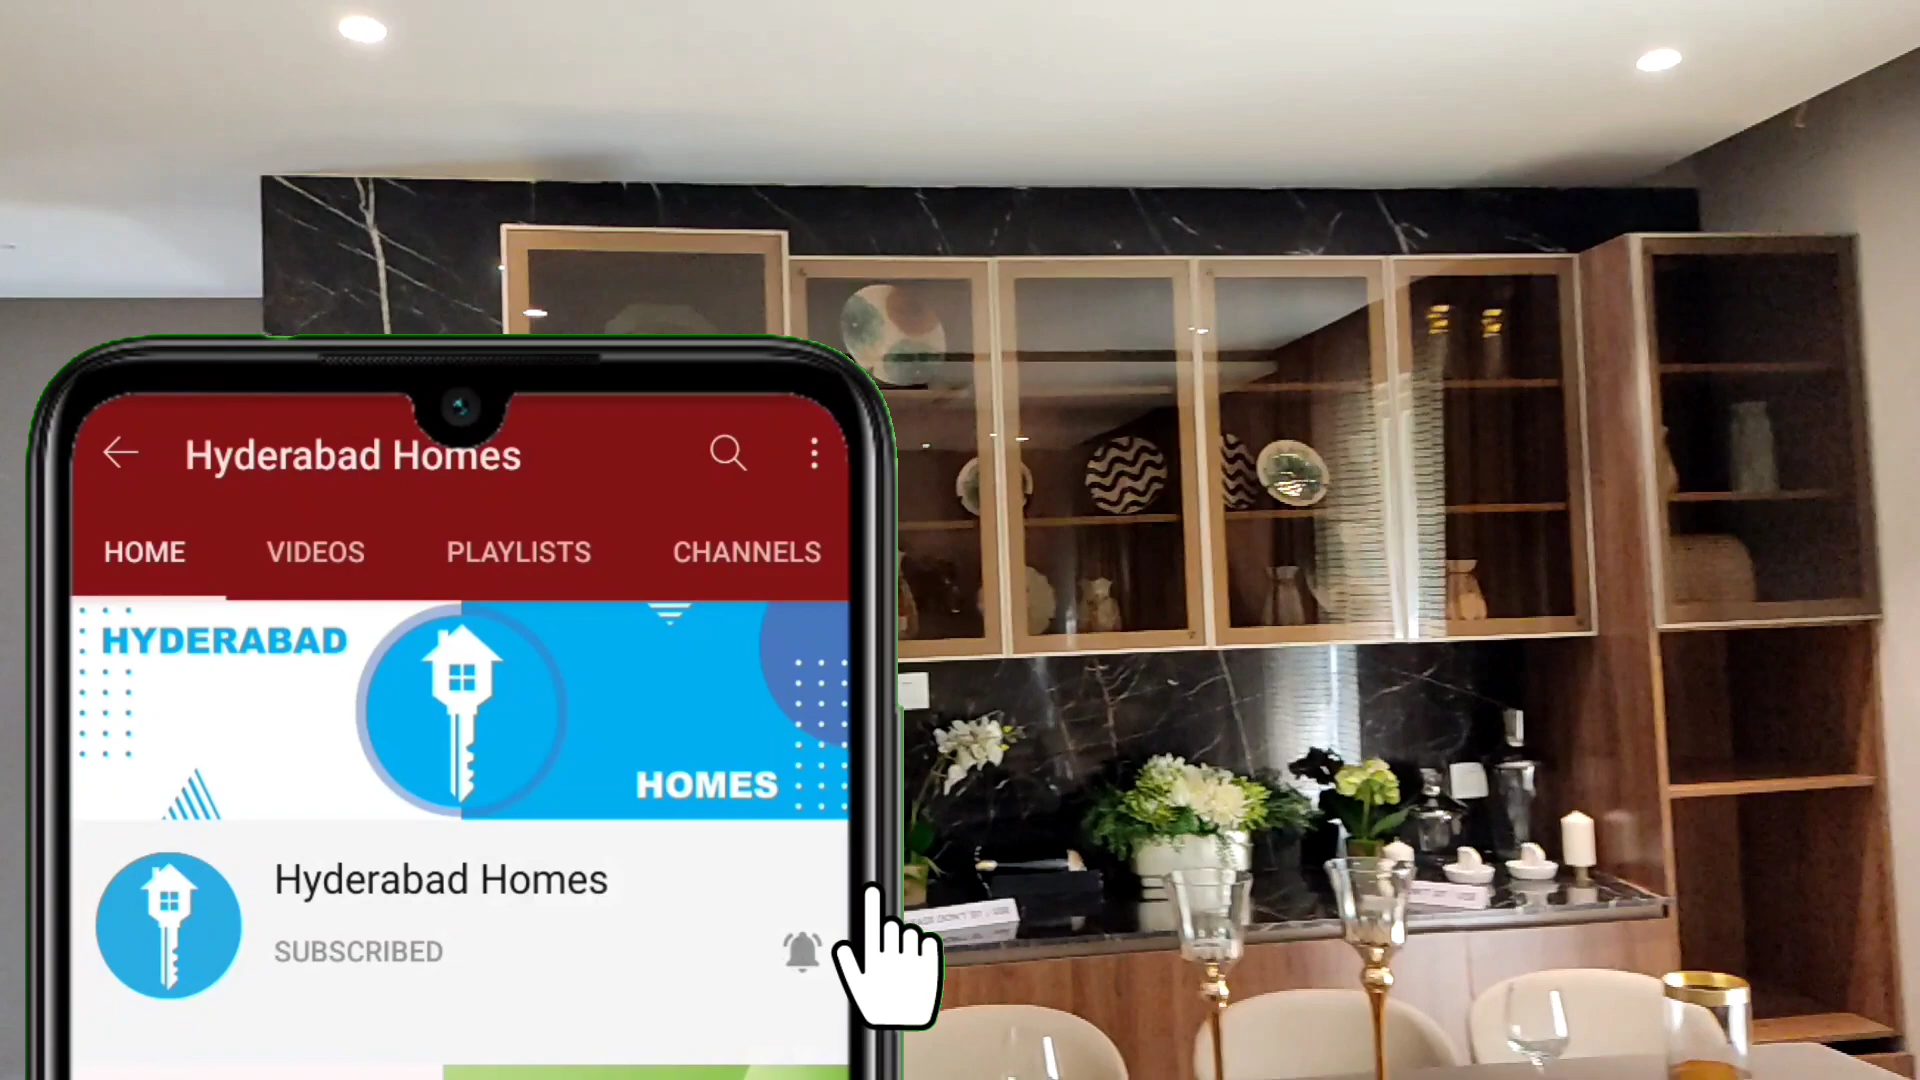 Hyderabad Homes
HOME VIDEOS PLAYLISTS CHANNELS
HYDERABAD
HOMES
Hyderabad Homes
SUBSCRIBED